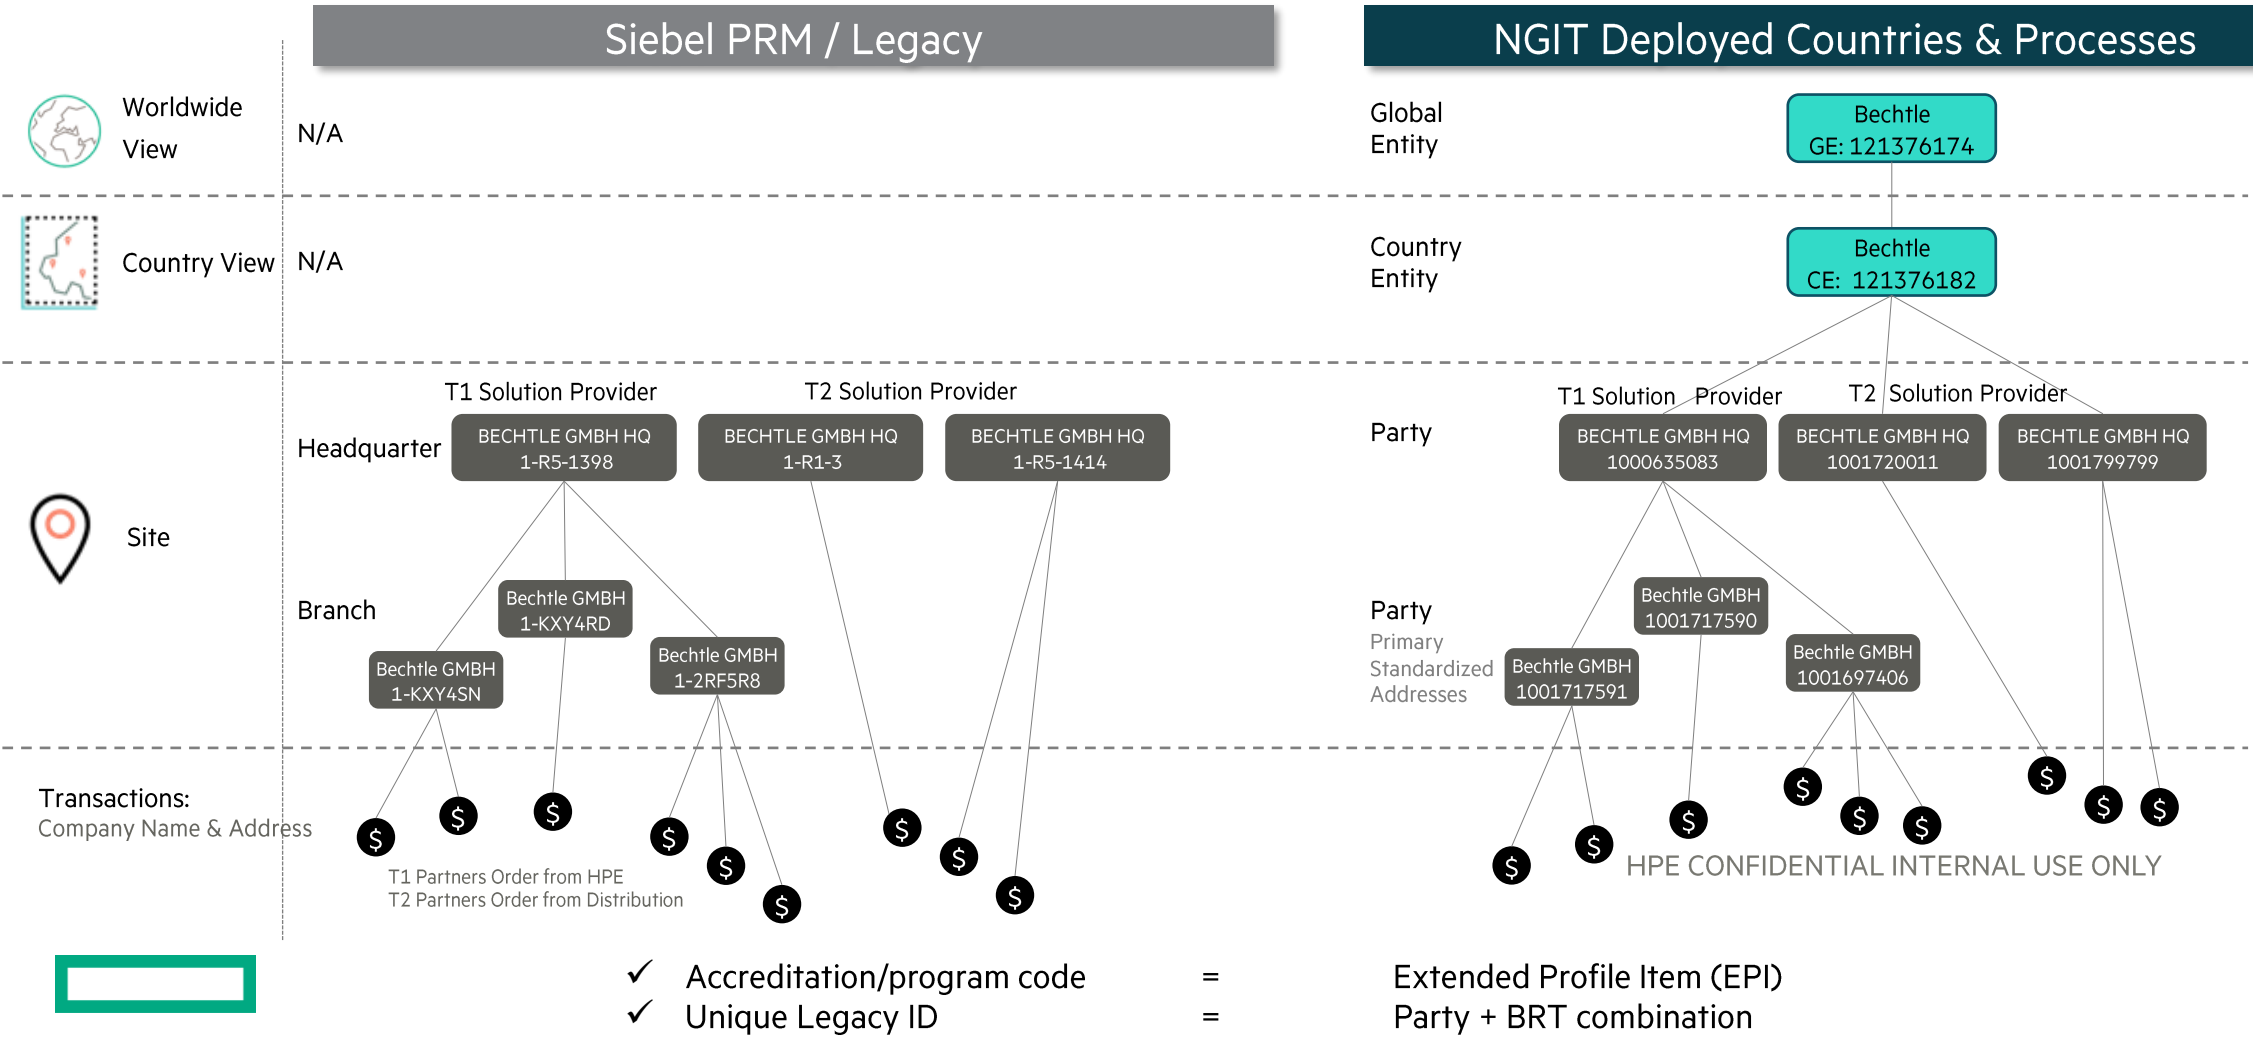 Siebel PRM / Legacy
NGIT Deployed Countries & Processes
Worldwide
View
N/A
Global
Entity
Bechtle
GE: 121376174
Country View
N/A
Country
Entity
Bechtle
CE: 121376182
T1 Solution Provider
T2 Solution Provider
T1 Solution Provider
T2 Solution Provider
Headquarter
BECHTLE GMBH HQ
1-R5-1398
BECHTLE GMBH HQ
1-R1-3
BECHTLE GMBH HQ
1-R5-1414
Party
BECHTLE GMBH HQ
1000635083
BECHTLE GMBH HQ
1001720011
BECHTLE GMBH HQ
1001799799
Site
Branch
Bechtle GMBH
1-KXY4SN
Bechtle GMBH
1-KXY4RD
Bechtle GMBH
1-2RF5R8
Party
Primary
Standardized
Addresses
Bechtle GMBH
1001717591
Bechtle GMBH
1001717590
Bechtle GMBH
1001697406
Transactions:
Company Name & Address
$ $ $ $ $ $ $ $ $
$ $ $ $ $ $ $ $ $
T1 Partners Order from HPE
T2 Partners Order from Distribution
HPE CONFIDENTIAL INTERNAL USE ONLY
✓ Accreditation/program code = Extended Profile Item (EPI)
✓ Unique Legacy ID = Party + BRT combination